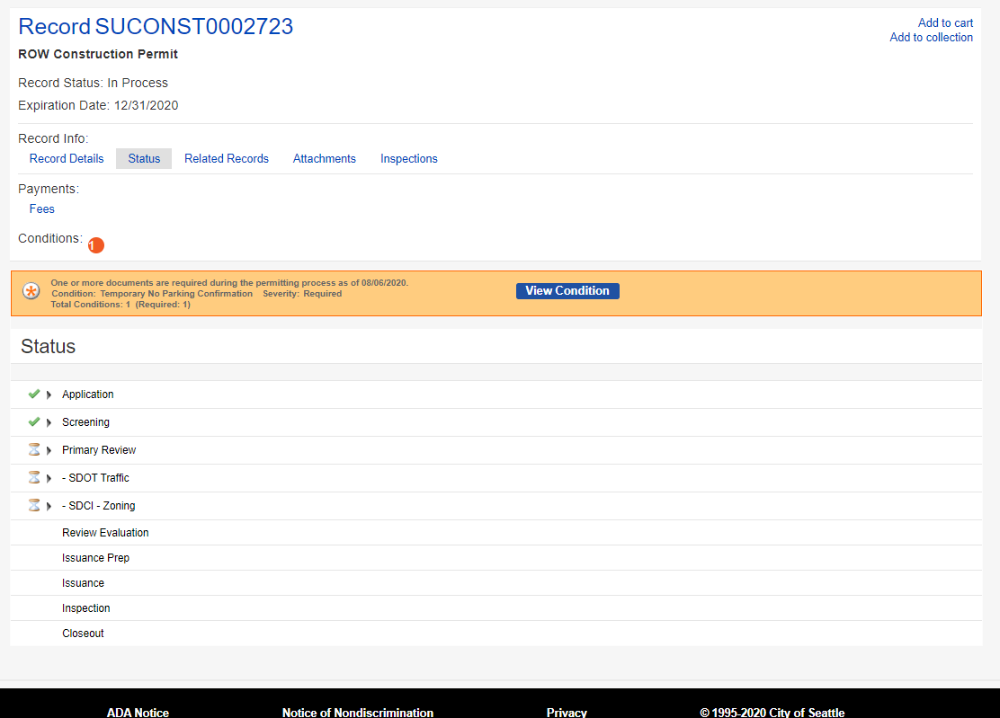 Record SUCONST0002723
Add to cart
Add to collection
ROW Construction Permit
Record Status: In Process
Expiration Date: 12/31/2020
Record Info:
Record Details Status Related Records Attachments Inspections
Payments:
Fees
Conditions: 1
One or more documents are required during the permitting process as of 08/06/2020.
Condition: Temporary No Parking Confirmation Severity: Required
Total Conditions: 1 (Required: 1)
View Condition
Status
Application
Screening
Primary Review
- SDOT Traffic
- SDCI - Zoning
Review Evaluation
Issuance Prep
Issuance
Inspection
Closeout
ADA Notice Notice of Nondiscrimination Privacy © 1995-2020 City of Seattle